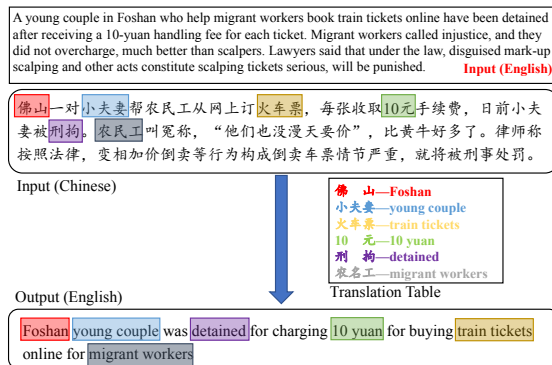 A young couple in Foshan who help migrant workers book train tickets online have been detained
after receiving a 10-yuan handling fee for each ticket. Migrant workers called injustice, and they
did not overcharge, much better than scalpers. Lawyers said that under the law, disguised mark-up
scalping and other acts constitute scalping tickets serious, will be punished.
Input (English)
佛山一对小夫妻帮农民工从网上订火车票，每张收取10元手续费，日前小夫
妻被刑拘。农民工叫冤称，“他们也没漫天要价”，比黄牛好多了。律师称
按照法律，变相加价倒卖等行为构成倒卖车票情节严重，就将被刑事处罚。
Input (Chinese)
佛 山—Foshan
小夫妻—young couple
火车票—train tickets
10 元—10 yuan
刑 拘—detained
农名工—migrant workers
Translation Table
Output (English)
Foshan young couple was detained for charging 10 yuan for buying train tickets
online for migrant workers